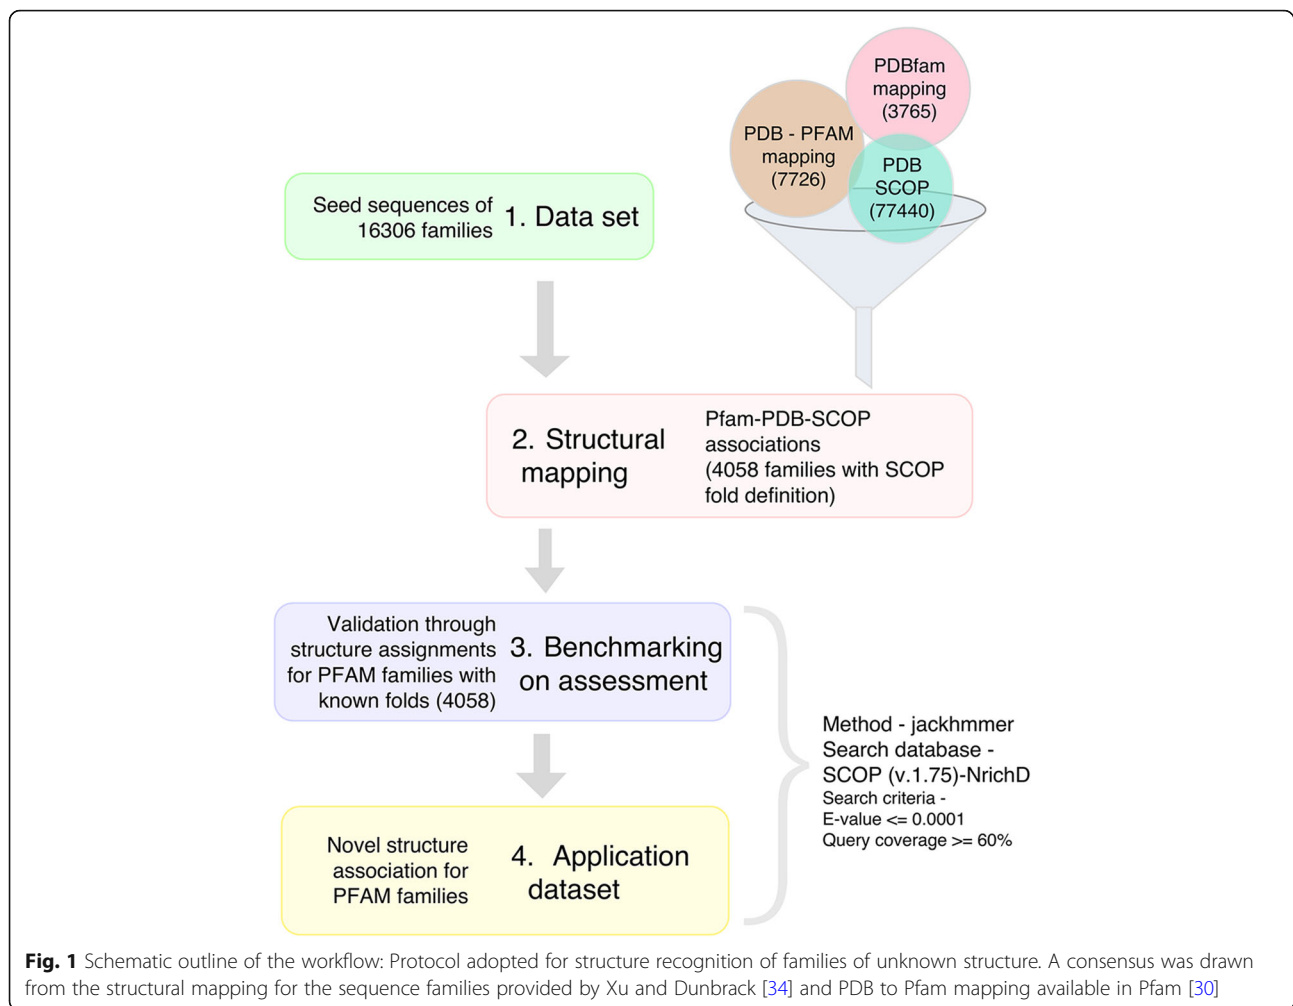 PDBfam
mapping
(3765)
PDB - PFAM
mapping
(7726)
PDB
SCOP
(77440)
Seed sequences of
16306 families
1. Data set
2. Structural
mapping
Pfam-PDB-SCOP
associations
(4058 families with SCOP
fold definition)
Validation through
structure assignments
for PFAM families with
known folds (4058)
3. Benchmarking
on assessment
Method - jackhmmer
Search database -
SCOP (v.1.75)-NrichD
Search criteria -
E-value <= 0.0001
Query coverage >= 60%
Novel structure
association for
PFAM families
4. Application
dataset
Fig. 1 Schematic outline of the workflow: Protocol adopted for structure recognition of families of unknown structure. A consensus was drawn
from the structural mapping for the sequence families provided by Xu and Dunbrack [34] and PDB to Pfam mapping available in Pfam [30]